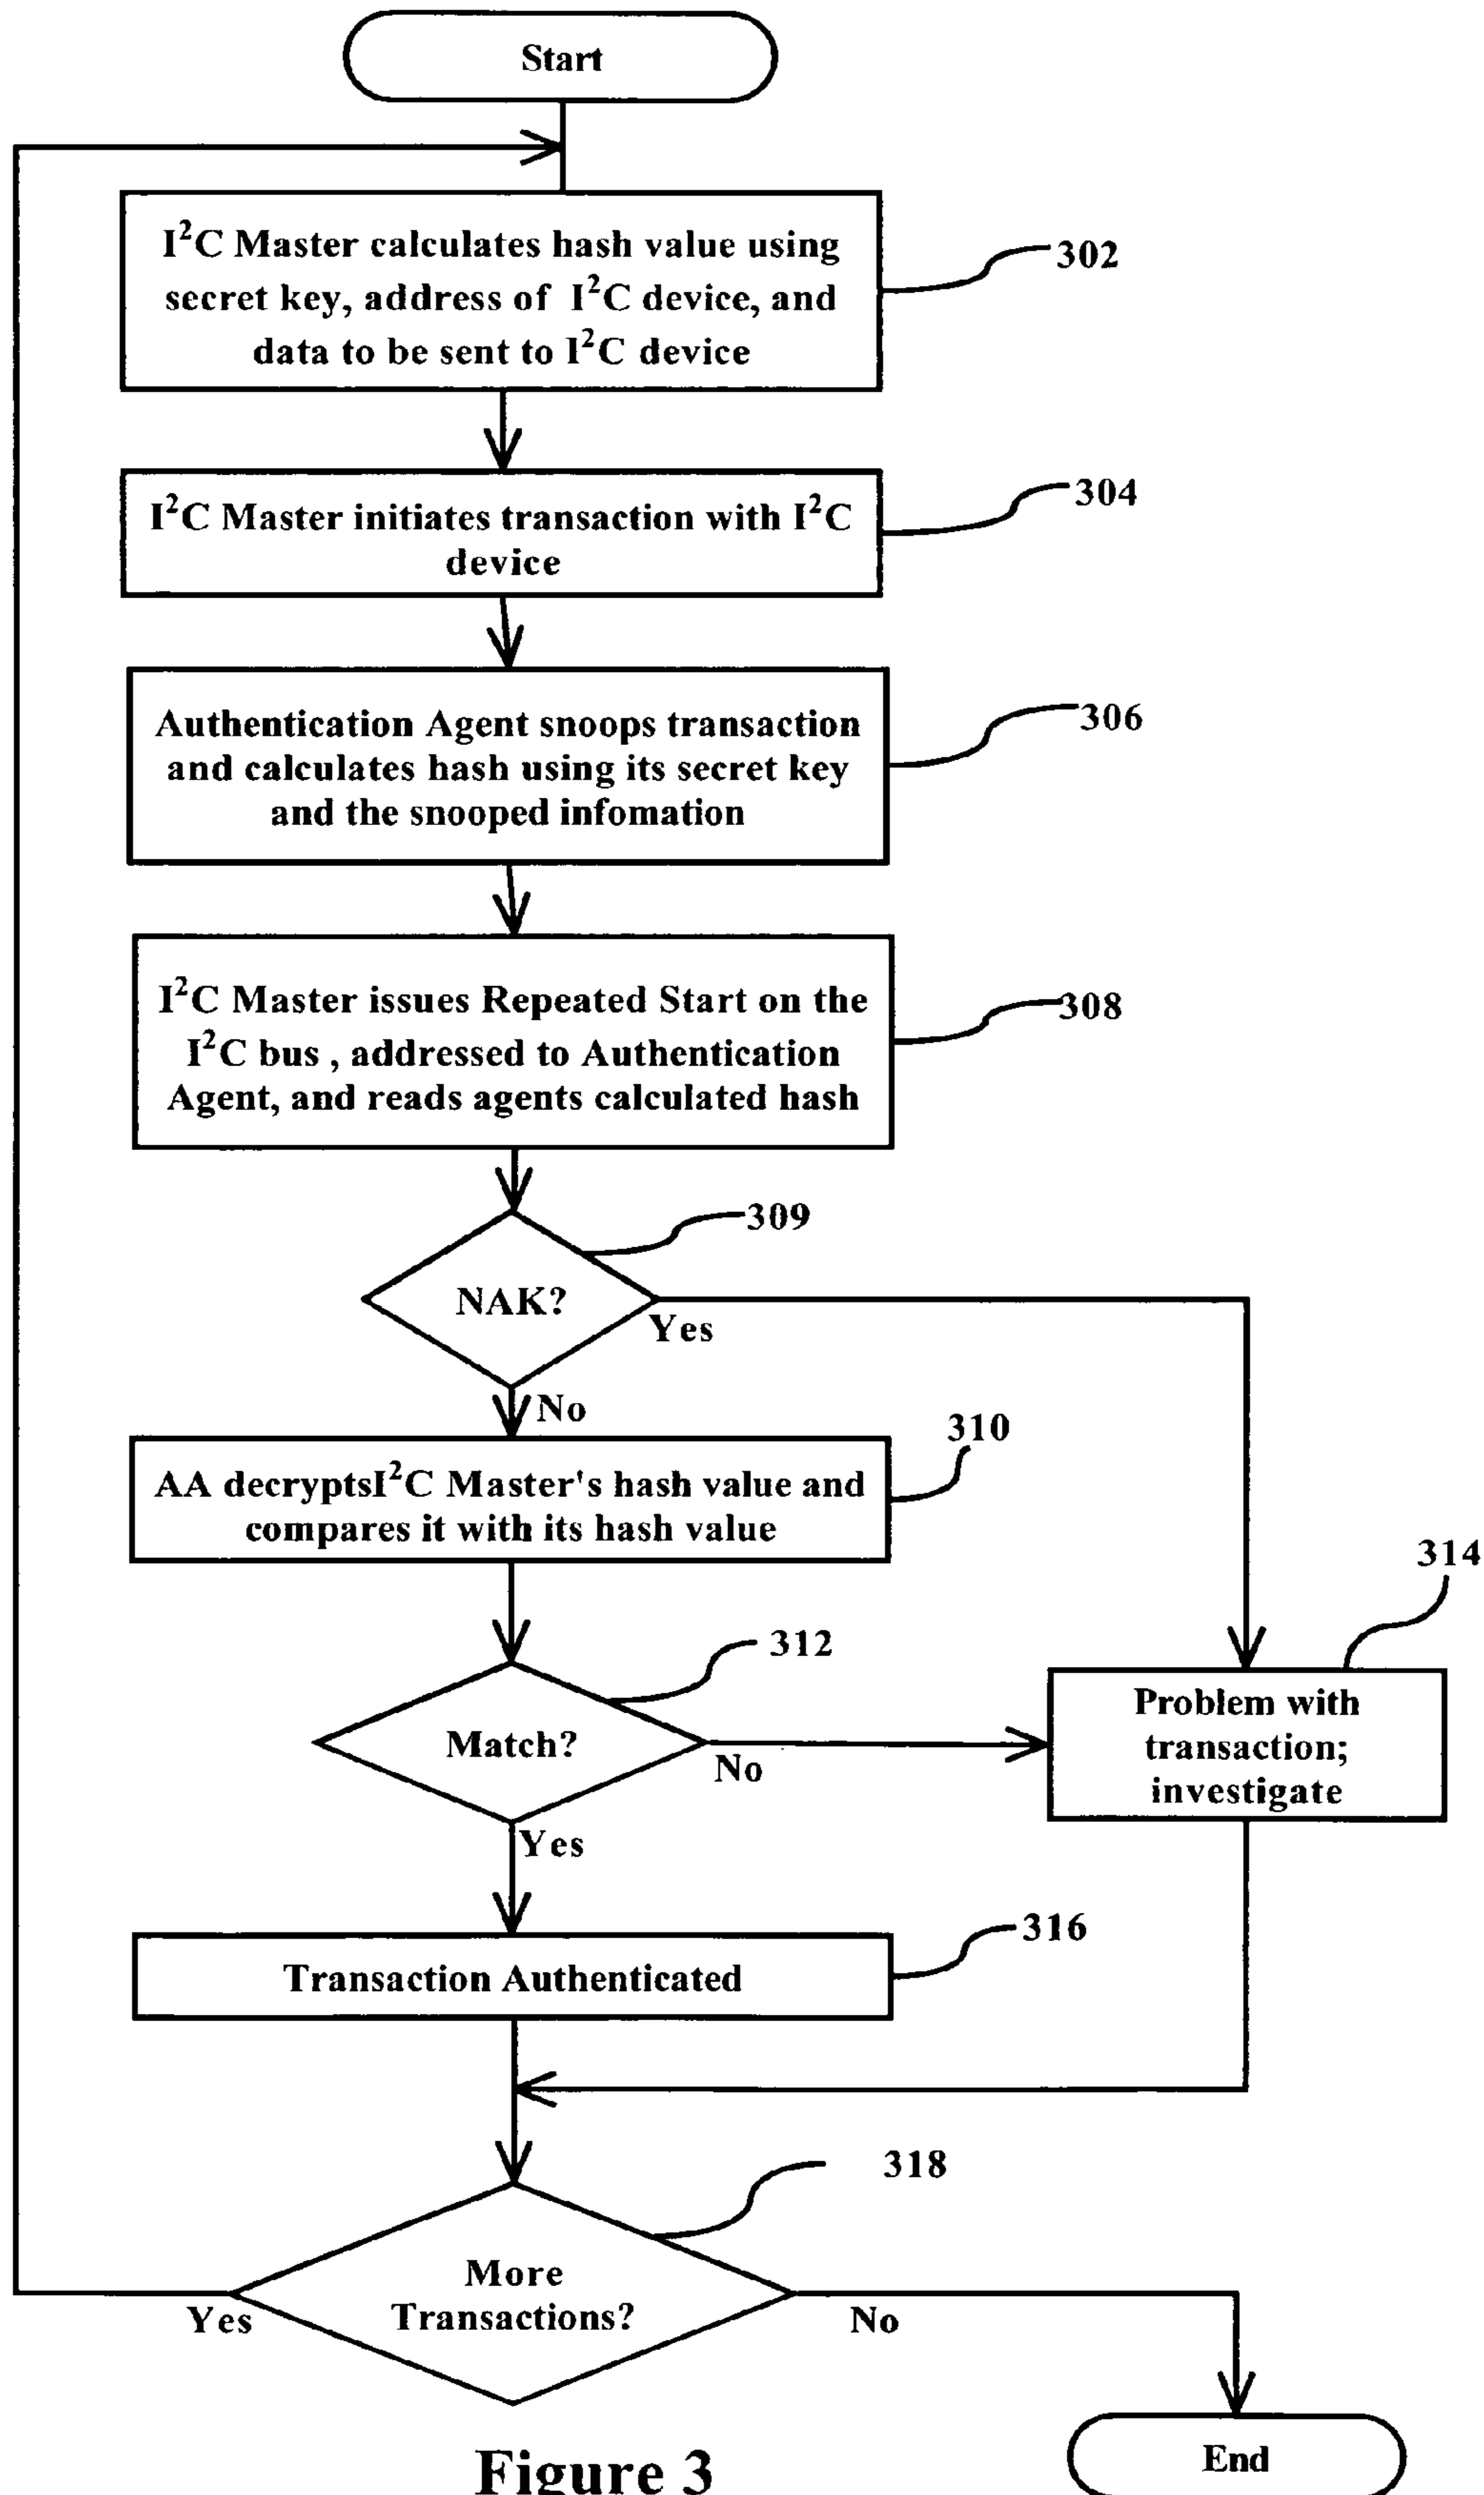 Start
I²C Master calculates hash value using
secret key, address of I²C device, and
data to be sent to I²C device
302
I²C Master initiates transaction with I²C
device
304
Authentication Agent snoops transaction
and calculates hash using its secret key
and the snooped infomation
306
I²C Master issues Repeated Start on the
I²C bus , addressed to Authentication
Agent, and reads agents calculated hash
308
309
NAK?
Yes
No
310
AA decryptsI²C Master's hash value and
compares it with its hash value
314
312
Match?
No
Problem with
transaction;
investigate
Yes
316
Transaction Authenticated
318
More
Transactions?
Yes
No
End
Figure 3